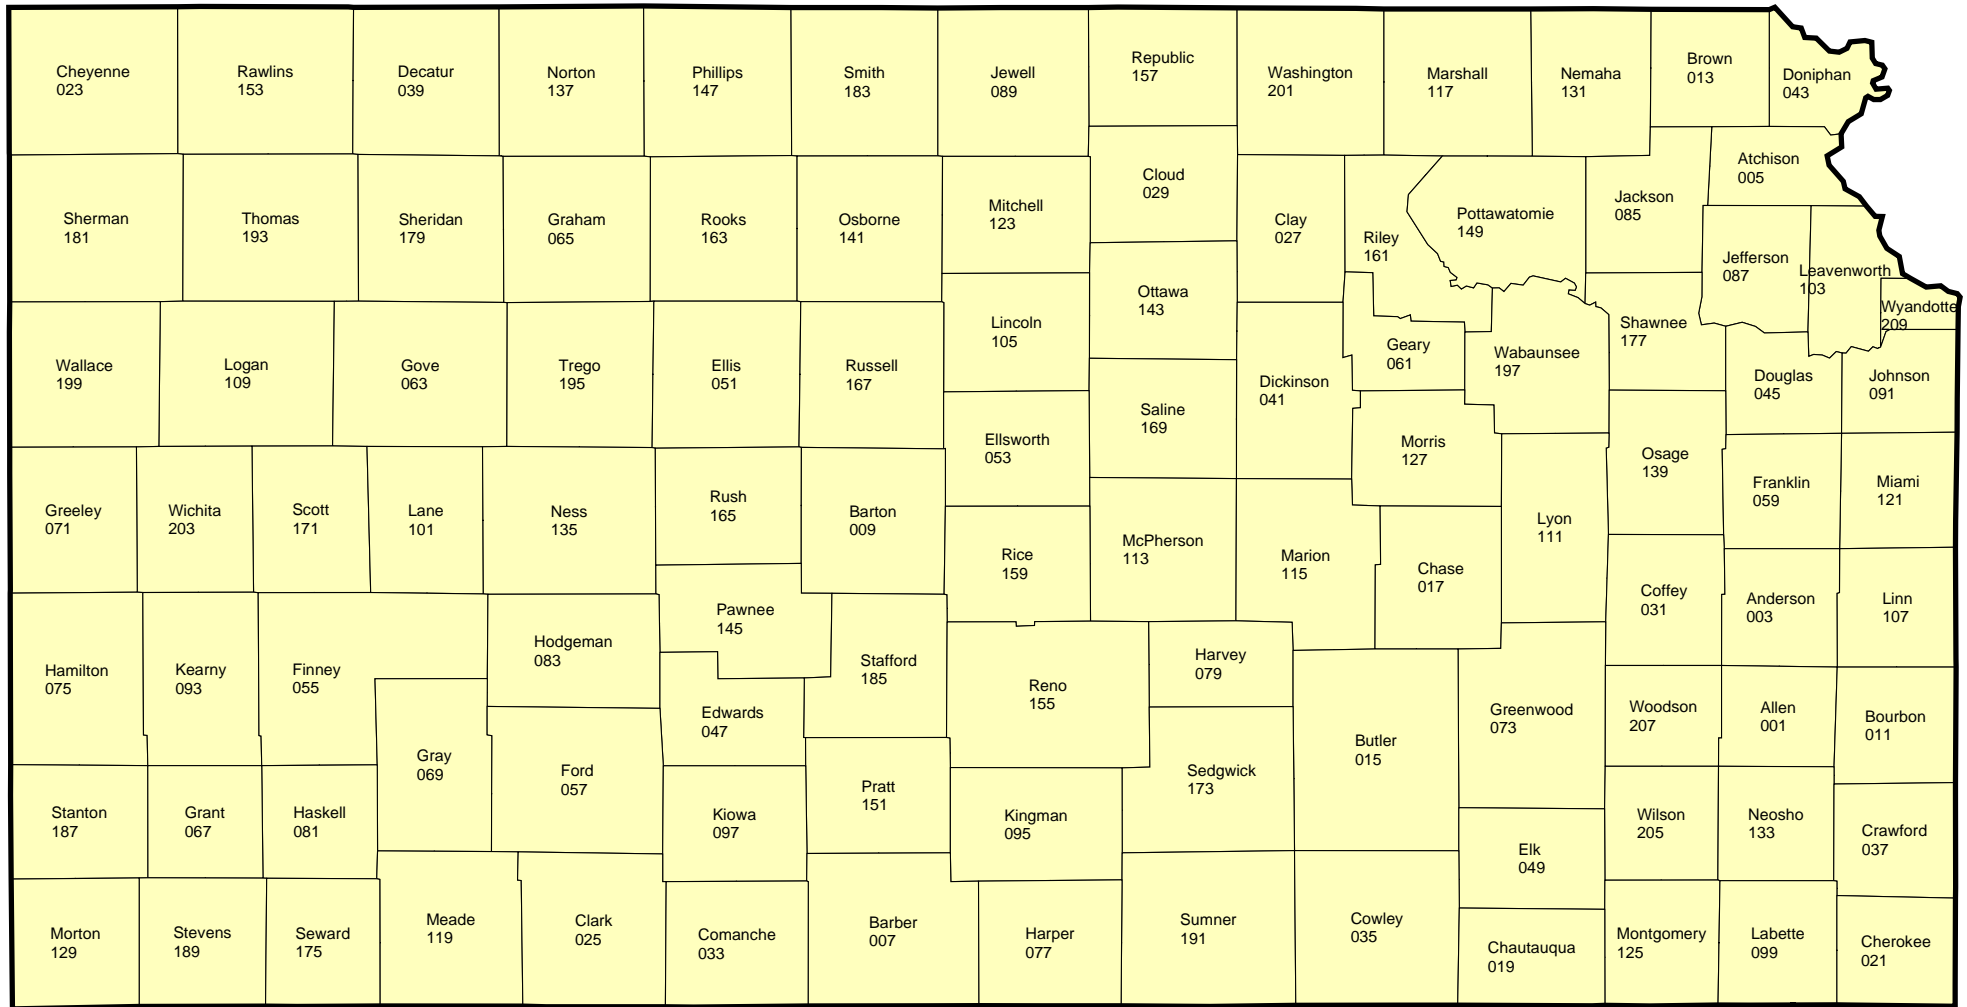 Cheyenne
023
Rawlins
153
Decatur
039
Norton
137
Phillips
147
Smith
183
Jewell
089
Republic
157
Washington
201
Marshall
117
Nemaha
131
Brown
013
Doniphan
043
Sherman
181
Thomas
193
Sheridan
179
Graham
065
Rooks
163
Osborne
141
Mitchell
123
Cloud
029
Clay
027
Riley
161
Pottawatomie
149
Jackson
085
Atchison
005
Jefferson
087
Leavenworth
103
Wyandotte
209
Wallace
199
Logan
109
Gove
063
Trego
195
Ellis
051
Russell
167
Lincoln
105
Ottawa
143
Dickinson
041
Geary
061
Wabaunsee
197
Shawnee
177
Douglas
045
Johnson
091
Ellsworth
053
Saline
169
Morris
127
Osage
139
Franklin
059
Miami
121
Greeley
071
Wichita
203
Scott
171
Lane
101
Ness
135
Rush
165
Barton
009
Rice
159
McPherson
113
Marion
115
Chase
017
Lyon
111
Coffey
031
Anderson
003
Linn
107
Hamilton
075
Kearny
093
Finney
055
Hodgeman
083
Pawnee
145
Stafford
185
Reno
155
Harvey
079
Edwards
047
Gray
069
Ford
057
Butler
015
Greenwood
073
Woodson
207
Allen
001
Bourbon
011
Stanton
187
Grant
067
Haskell
081
Kiowa
097
Pratt
151
Kingman
095
Sedgwick
173
Elk
049
Wilson
205
Neosho
133
Crawford
037
Morton
129
Stevens
189
Seward
175
Meade
119
Clark
025
Comanche
033
Barber
007
Harper
077
Sumner
191
Cowley
035
Chautauqua
019
Montgomery
125
Labette
099
Cherokee
021